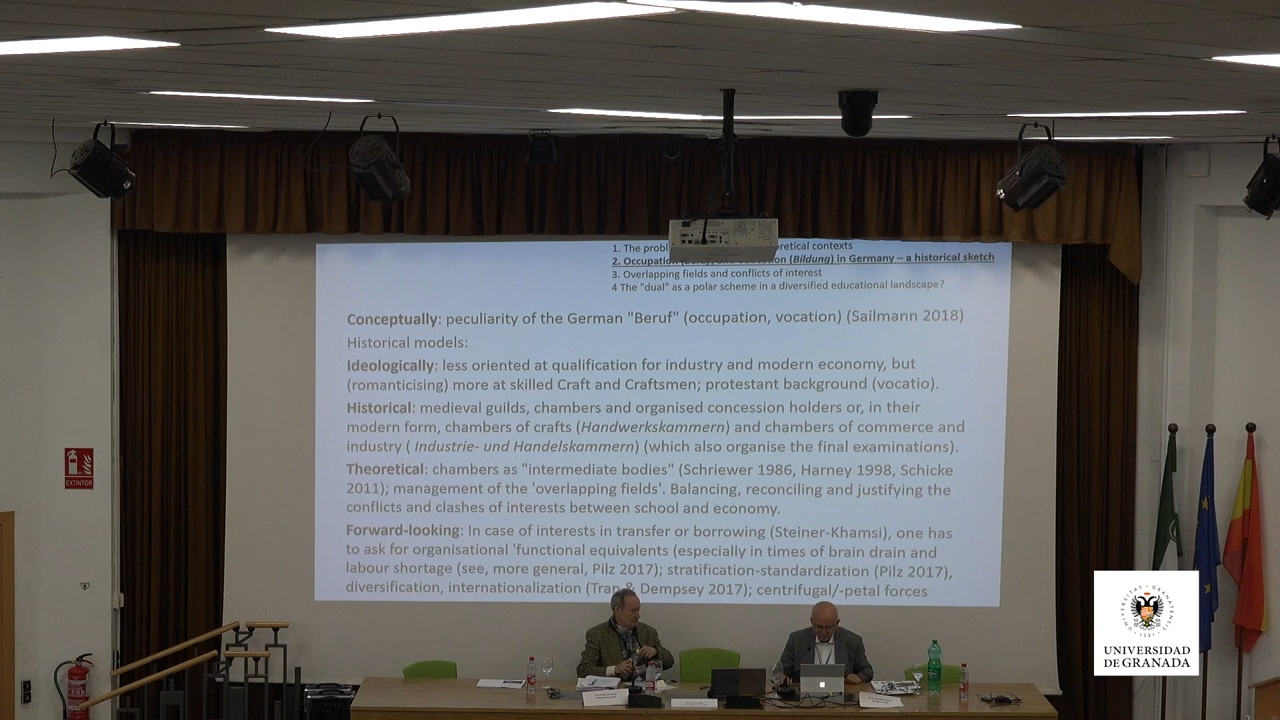 1. The probl
retical contexts
2. Occupation
(Bildung) in Germany – a historical sketch
3. Overlapping fields and conflicts of interest
4 The "dual" as a polar scheme in a diversified educational landscape?
Conceptually: peculiarity of the German "Beruf" (occupation, vocation) (Sailmann 2018)
Historical models:
Ideologically: less oriented at qualification for industry and modern economy, but
(romanticising) more at skilled Craft and Craftsmen; protestant background (vocatio).
Historical: medieval guilds, chambers and organised concession holders or, in their
modern form, chambers of crafts (Handwerkskammern) and chambers of commerce and
industry ( Industrie- und Handelskammern) (which also organise the final examinations).
Theoretical: chambers as "intermediate bodies" (Schriewer 1986, Harney 1998, Schicke
2011); management of the 'overlapping fields'. Balancing, reconciling and justifying the
conflicts and clashes of interests between school and economy.
Forward-looking: In case of interests in transfer or borrowing (Steiner-Khamsi), one has
to ask for organisational 'functional equivalents (especially in times of brain drain and
labour shortage (see, more general, Pilz 2017); stratification-standardization (Pilz 2017),
diversification, internationalization (Tran & Dempsey 2017); centrifugal/-petal forces
EXTINTOR
UNIVERSITAS GRANATENSIS
1531
UNIVERSIDAD
DE GRANADA